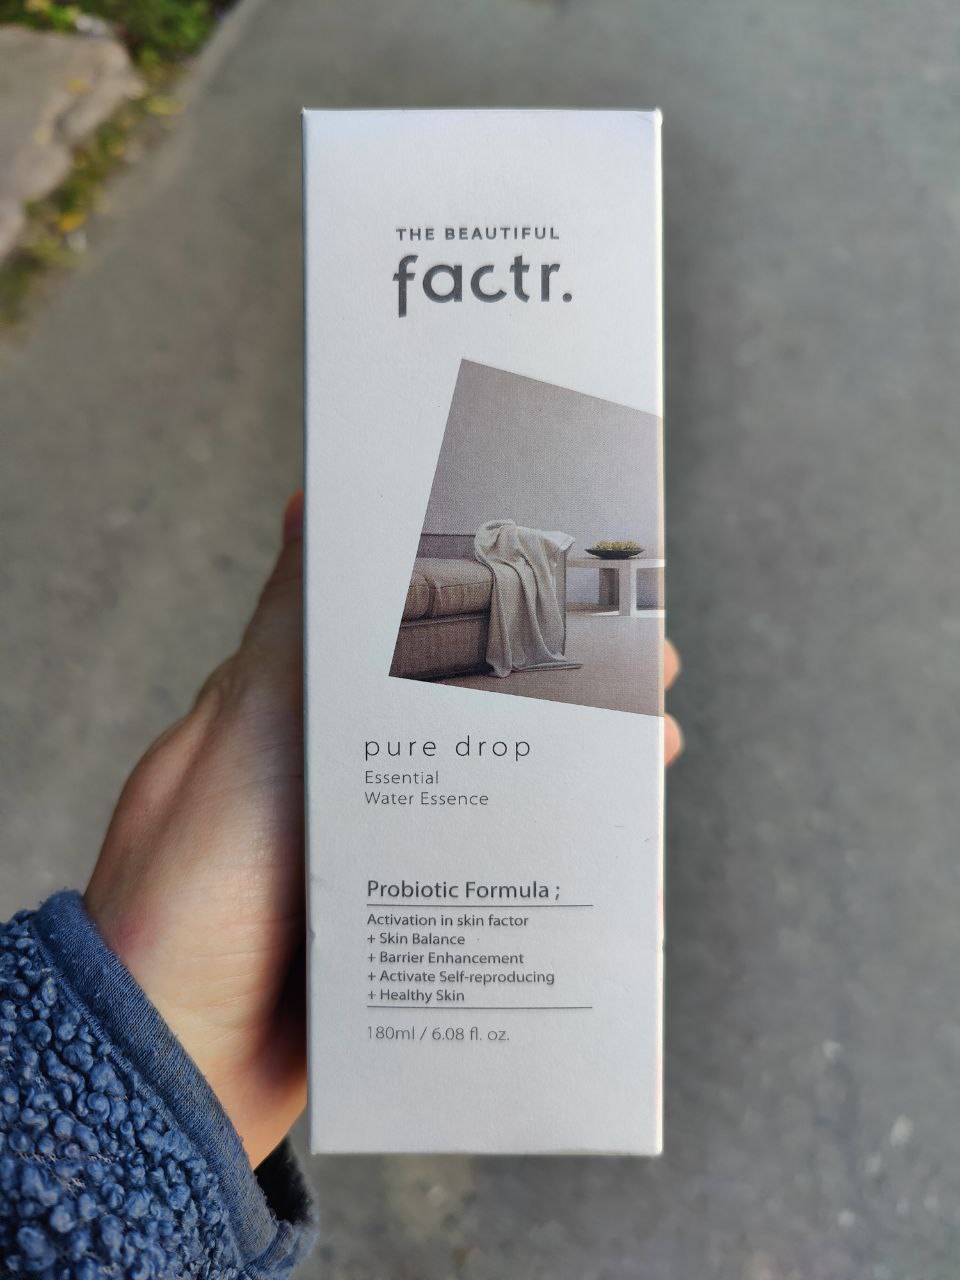 THE BEAUTIFUL
factr.
pure drop
Essential
Water Essence
Probiotic Formula ;
Activation in skin factor
+ Skin Balance
+ Barrier Enhancement
+ Activate Self-reproducing
+ Healthy Skin
180ml / 6.08 fl. oz.